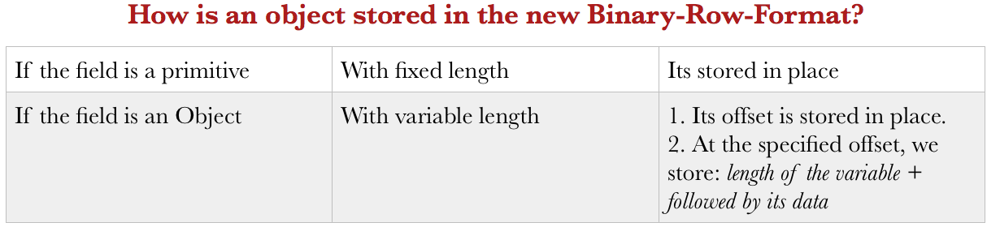 How is an object stored in the new Binary-Row-Format?
If the field is a primitive
With fixed length
Its stored in place
If the field is an Object
With variable length
1. Its offset is stored in place.
2. At the specified offset, we
store: length of the variable +
followed by its data